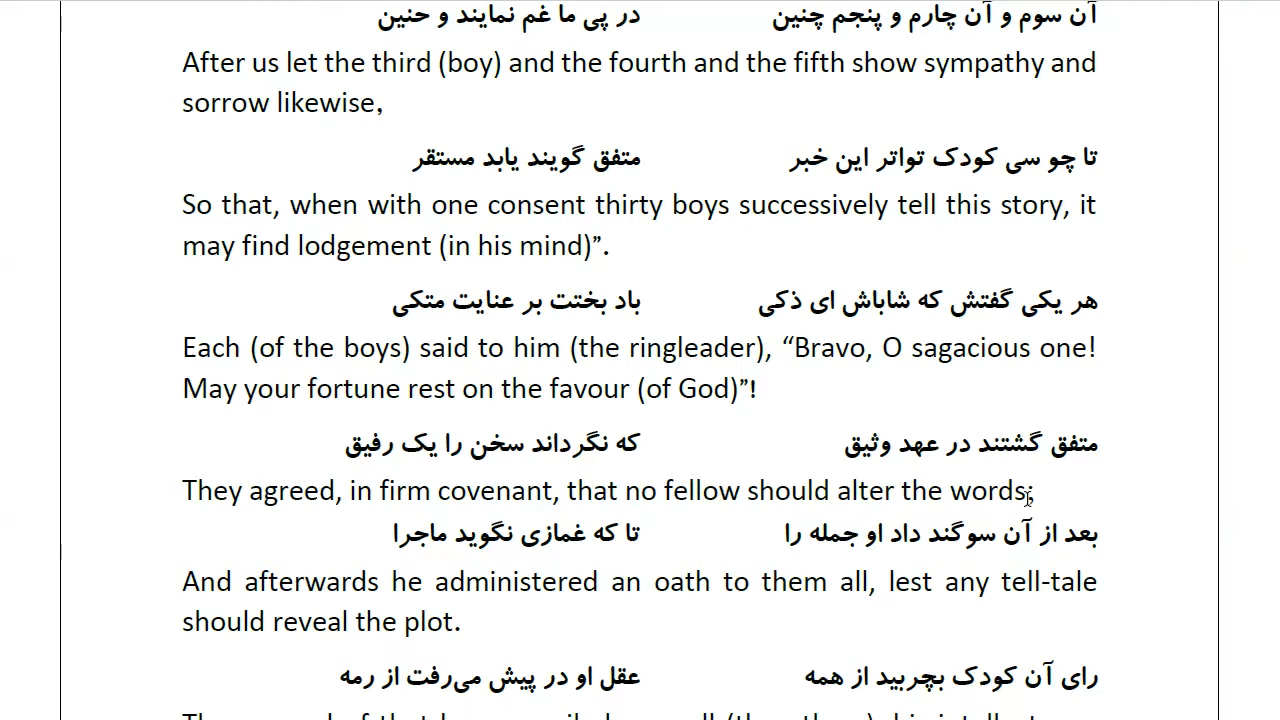 آن سوم و آن چارم و پنجم چنین در پی ما غم نمایند و حنین
After us let the third (boy) and the fourth and the fifth show sympathy and
sorrow likewise,
تا چو سی کودک تواتر این خبر متفق گویند یابد مستقر
So that, when with one consent thirty boys successively tell this story, it
may find lodgement (in his mind)”.
هر یکی گفتش که شاباش ای ذکی باد بختت بر عنایت متکی
Each (of the boys) said to him (the ringleader), “Bravo, O sagacious one!
May your fortune rest on the favour (of God)”!
متفق گشتند در عهد وثیق که نگرداند سخن را یک رفیق
They agreed, in firm covenant, that no fellow should alter the words;
بعد از آن سوگند داد او جمله را تا که غمازی نگوید ماجرا
And afterwards he administered an oath to them all, lest any tell-tale
should reveal the plot.
رای آن کودک بچربید از همه عقل او در پیش می‌رفت از رمه